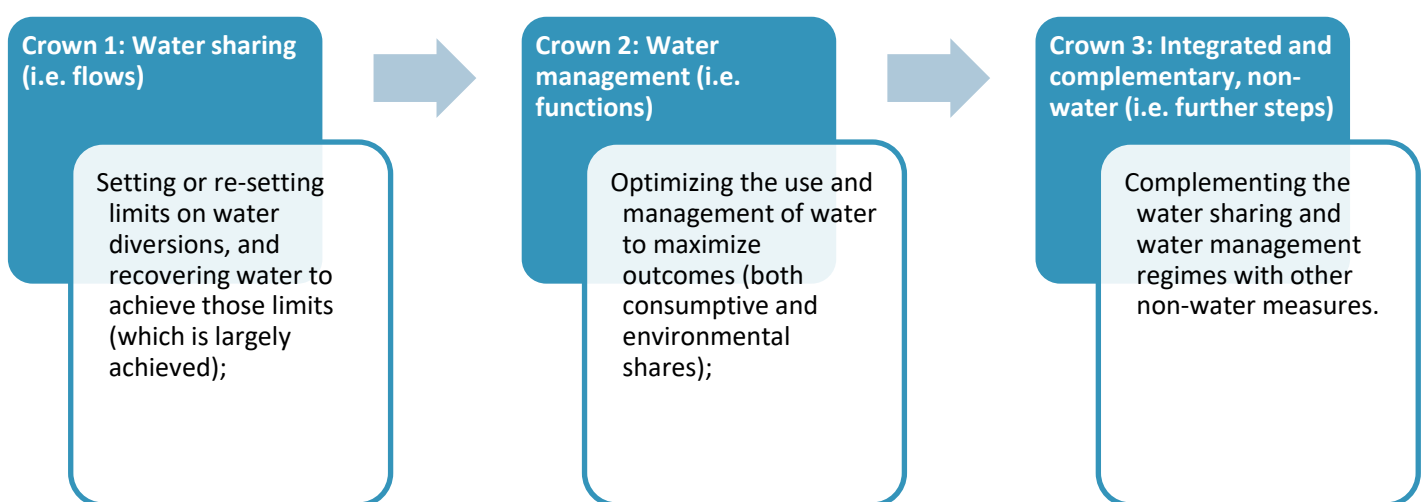 Crown 1: Water sharing
(i.e. flows)
Setting or re-setting
limits on water
diversions, and
recovering water to
achieve those limits
(which is largely
achieved);
Crown 2: Water
management (i.e.
functions)
Optimizing the use and
management of water
to maximize
outcomes (both
consumptive and
environmental
shares);
Crown 3: Integrated and
complementary, non-
water (i.e. further steps)
Complementing the
water sharing and
water management
regimes with other
non-water measures.